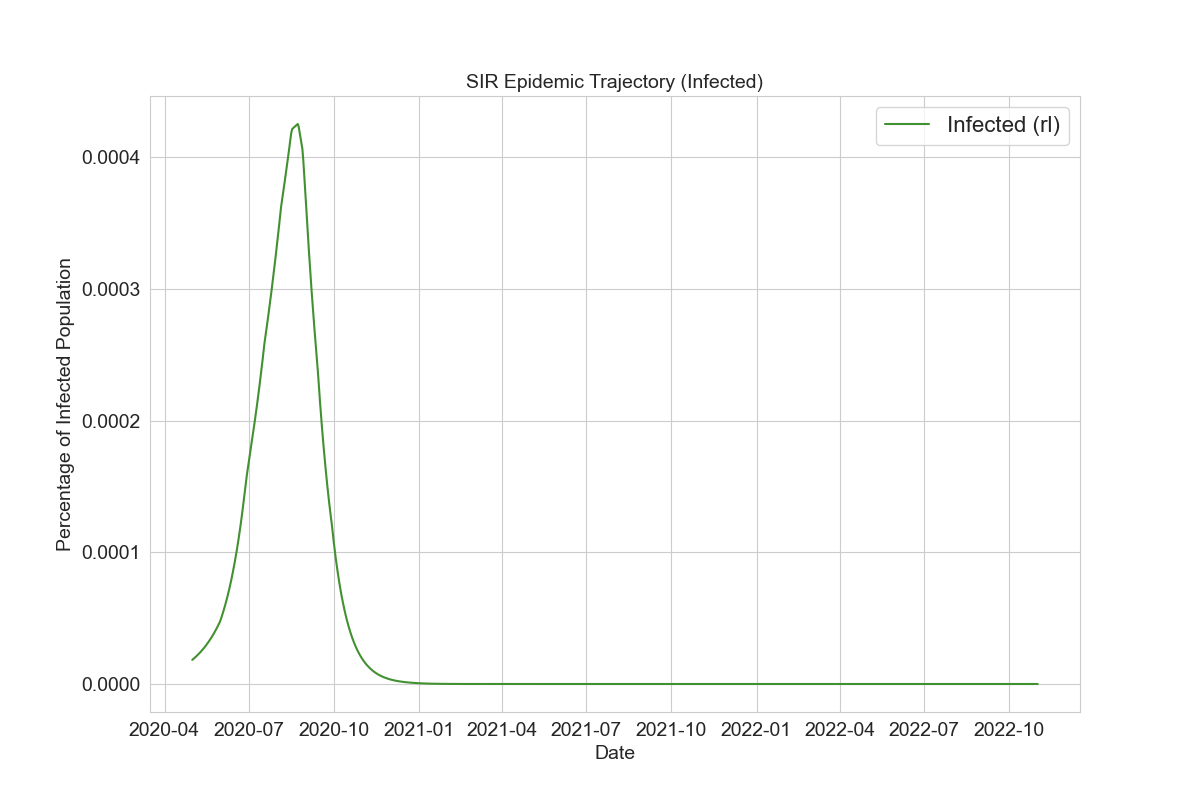 SIR Epidemic Trajectory (Infected)
Infected (rl)
Percentage of Infected Population
0.0004
0.0003
0.0002
0.0001
0.0000
2020-04 2020-07 2020-10 2021-01 2021-04 2021-07 2021-10 2022-01 2022-04 2022-07 2022-10
Date